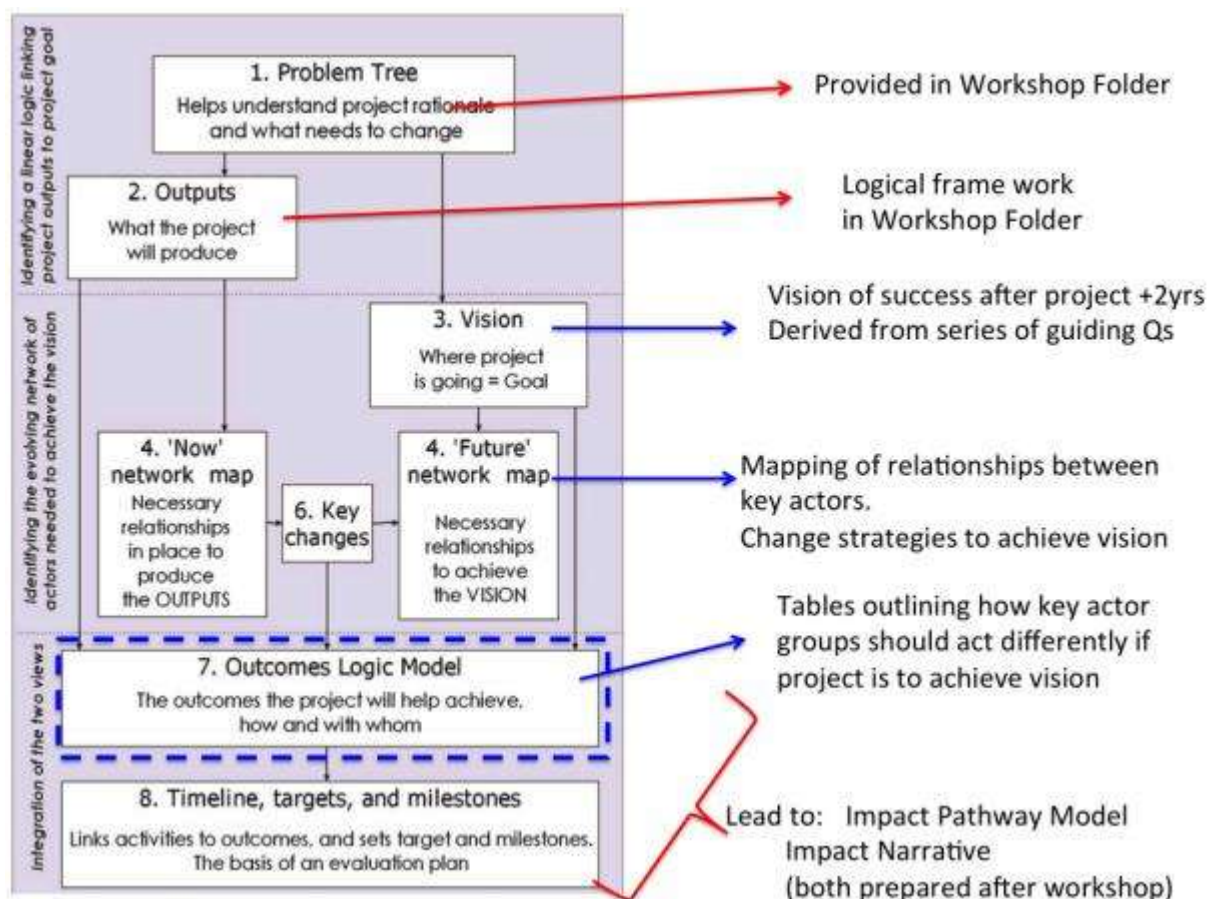 Identifying a linear logic linking
project outputs to project goal
1. Problem Tree
Helps understand project rationale
and what needs to change
Provided in Workshop Folder
2. Outputs
What the project
will produce
Logical frame work
in Workshop Folder
Identifying the evolving network of
actors needed to achieve the vision
3. Vision
Where project
is going = Goal
Vision of success after project +2yrs
Derived from series of guiding Qs
4. 'Now'
network map
Necessary
relationships
in place to
produce
the OUTPUTS
6. Key
changes
4. 'Future'
network map
Necessary
relationships
to achieve
the VISION
Mapping of relationships between
key actors.
Change strategies to achieve vision
Integration of the two views
7. Outcomes Logic Model
The outcomes the project will help achieve,
how and with whom
Tables outlining how key actor
groups should act differently if
project is to achieve vision
8. Timeline, targets, and milestones
Links activities to outcomes, and sets target and milestones.
The basis of an evaluation plan
Lead to: Impact Pathway Model
Impact Narrative
(both prepared after workshop)